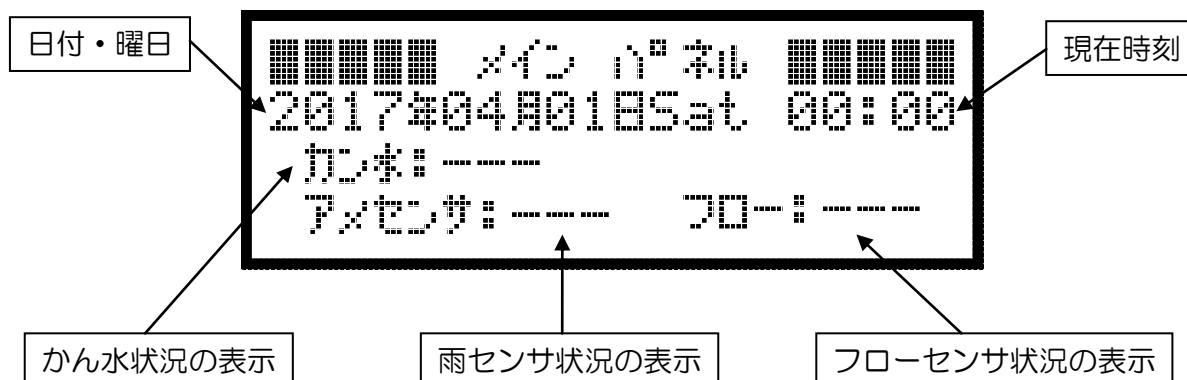 日付・曜日
現在時刻
メイン パネル
2017年04月01日Sat 00:00
カン水:---
アメセンサ:--- フロー:---
かん水状況の表示
雨センサ状況の表示
フローセンサ状況の表示